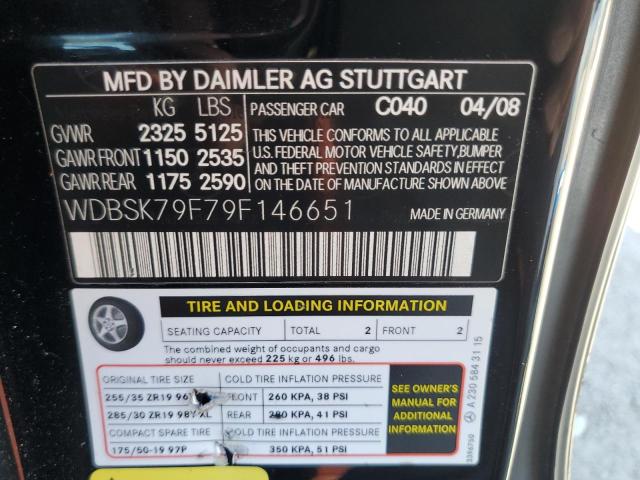 MFD BY DAIMLER AG STUTTGART
KG LBS PASSENGER CAR C040 04/08
GVWR 2325 5125 THIS VEHICLE CONFORMS TO ALL APPLICABLE
GAWR FRONT 1150 2535 U.S. FEDERAL MOTOR VEHICLE SAFETY,BUMPER
GAWR REAR 1175 2590 AND THEFT PREVENTION STANDARDS IN EFFECT
ON THE DATE OF MANUFACTURE SHOWN ABOVE.
WDBSK79F79F146651 MADE IN GERMANY
TIRE AND LOADING INFORMATION
SEATING CAPACITY TOTAL 2 FRONT 2
The combined weight of occupants and cargo
should never exceed 225 kg or 496 lbs.
ORIGINAL TIRE SIZE COLD TIRE INFLATION PRESSURE
255/35 ZR19 96 FRONT 260 KPA, 38 PSI
285/30 ZR19 98Y XL REAR 280 KPA, 41 PSI
COMPACT SPARE TIRE COLD TIRE INFLATION PRESSURE
175/50-19 97P 350 KPA, 51 PSI
SEE OWNER'S
MANUAL FOR
ADDITIONAL
INFORMATION
A 230 584 31 15